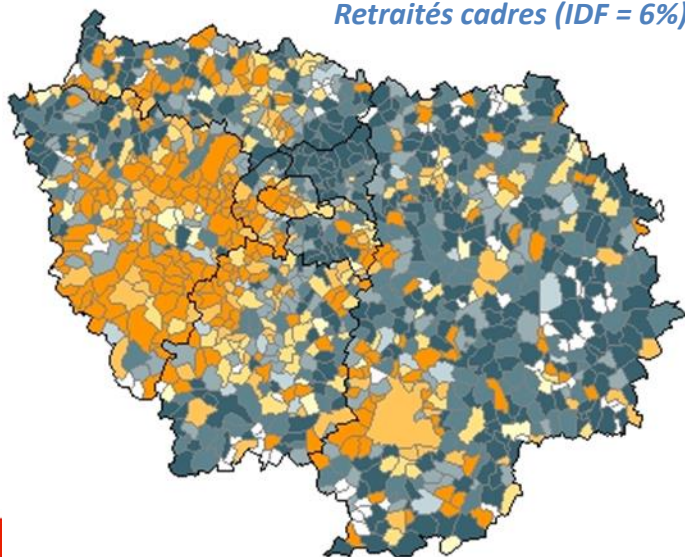 Retraités cadres (IDF = 6%)